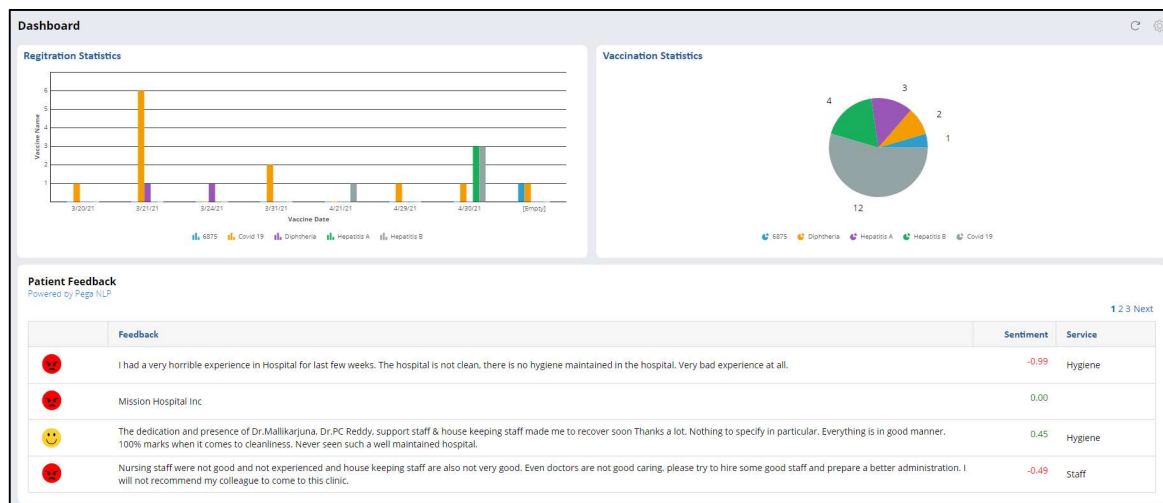 Dashboard
Regitration Statistics
Vaccine Name
6
5
4
3
2
1
3/20/21 3/21/21 3/24/21 3/31/21 4/21/21 4/29/21 4/30/21 [Empty]
Vaccine Date
6875 Covid 19 Diphtheria Hepatitis A Hepatitis B
Vaccination Statistics
3
4
2
1
12
6875 Diphtheria Hepatitis A Hepatitis B Covid 19
Patient Feedback
Powered by Pega NLP
1 2 3 Next
Feedback Sentiment Service
I had a very horrible experience in Hospital for last few weeks. The hospital is not clean, there is no hygiene maintained in the hospital. Very bad experience at all. -0.99 Hygiene
Mission Hospital Inc 0.00
The dedication and presence of Dr.Mallikarjuna, Dr.PC Reddy, support staff & house keeping staff made me to recover soon Thanks a lot. Nothing to specify in particular. Everything is in good manner.
100% marks when it comes to cleanliness. Never seen such a well maintained hospital. 0.45 Hygiene
Nursing staff were not good and not experienced and house keeping staff are also not very good. Even doctors are not good caring. please try to hire some good staff and prepare a better administration. I
will not recommend my colleague to come to this clinic. -0.49 Staff